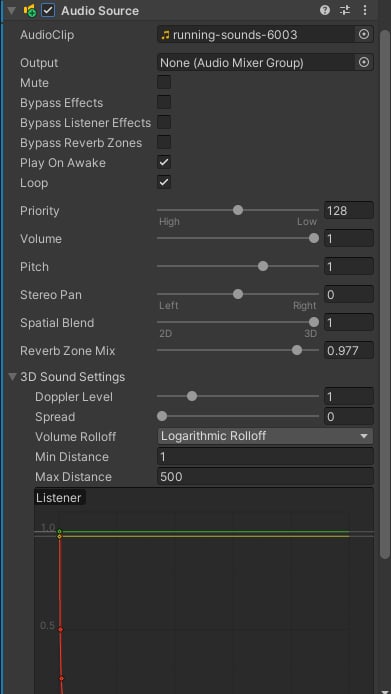 Audio Source
AudioClip running-sounds-6003
Output None (Audio Mixer Group)
Mute
Bypass Effects
Bypass Listener Effects
Bypass Reverb Zones
Play On Awake
Loop
Priority 128
High Low
Volume 1
Pitch 1
Stereo Pan 0
Left Right
Spatial Blend 1
2D 3D
Reverb Zone Mix 0.977
3D Sound Settings
Doppler Level 1
Spread 0
Volume Rolloff Logarithmic Rolloff
Min Distance 1
Max Distance 500
Listener
1.0
0.5